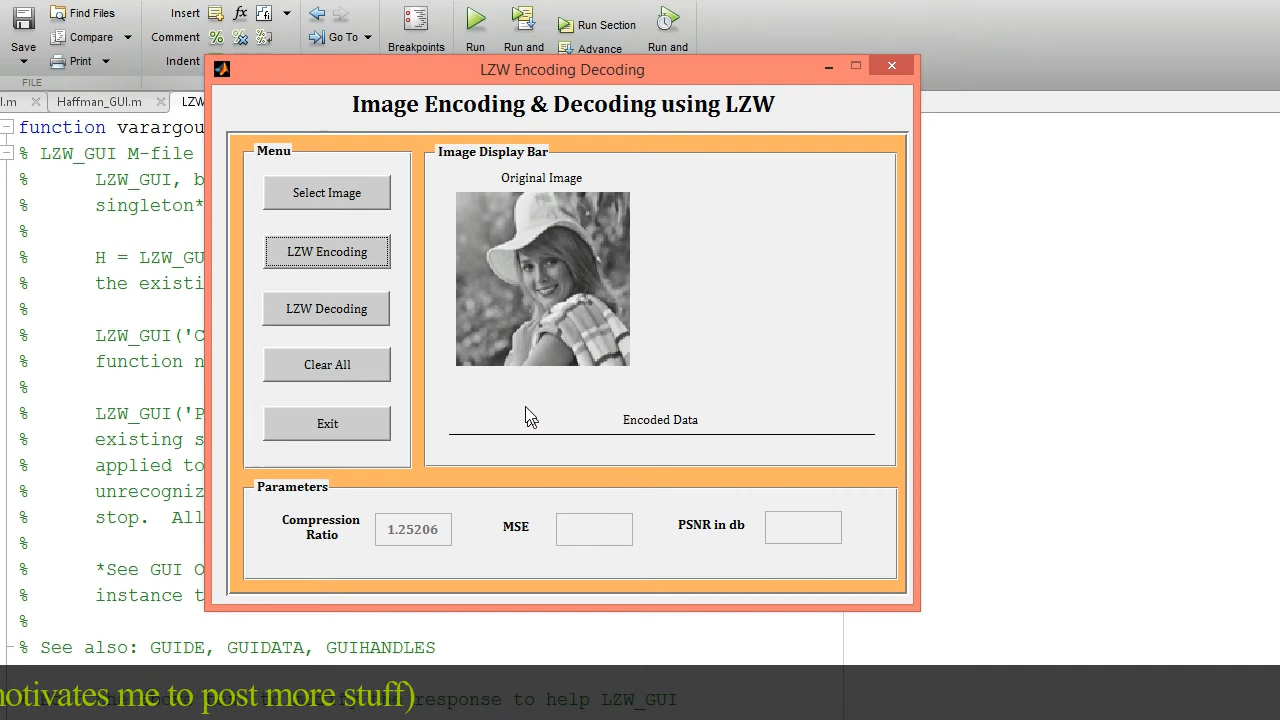 Save
Find Files
Compare
Print
FILE
Insert
Comment
Indent
Go To
Breakpoints
Run
Run and
Run Section
Advance
Run and
l.m
Haffman_GUI.m
LZW
LZW Encoding Decoding
Image Encoding & Decoding using LZW
Menu
Select Image
LZW Encoding
LZW Decoding
Clear All
Exit
Image Display Bar
Original Image
Encoded Data
Parameters
Compression
Ratio
1.25206
MSE
PSNR in db
function varargou
% LZW_GUI M-file
% LZW_GUI, b
% singleton*
%
% H = LZW_GU
% the existi
%
% LZW_GUI('C
% function n
%
% LZW_GUI('P
% existing s
% applied to
% unrecogniz
% stop. All
%
% *See GUI O
% instance t
%
% See also: GUIDE, GUIDATA, GUIHANDLES
motivates me to post more stuff)
response to help LZW_GUI